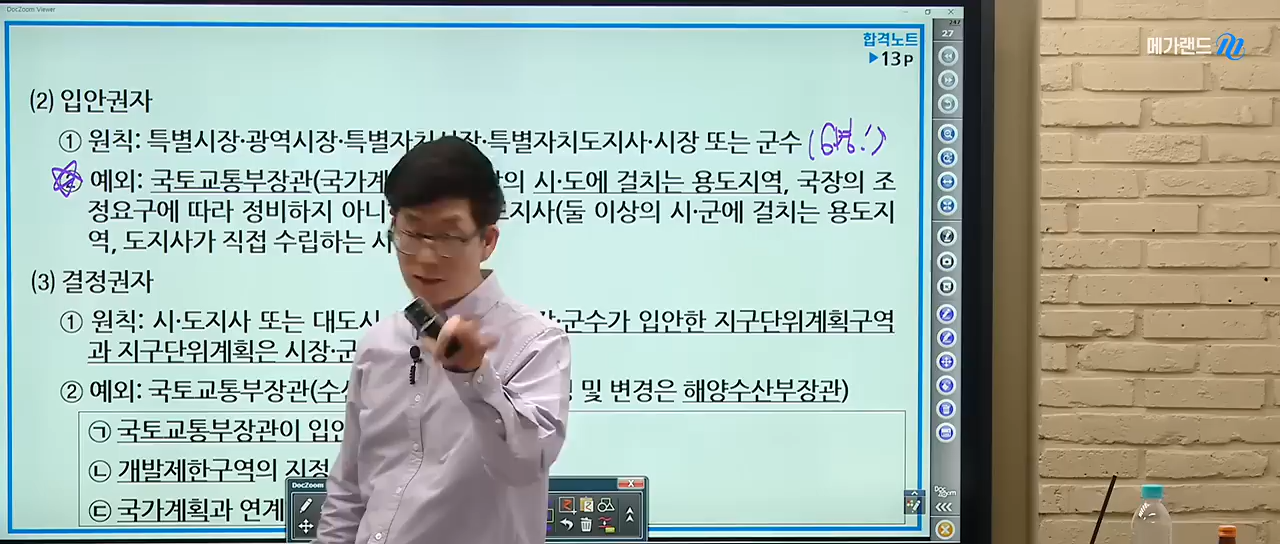 DocZoom Viewer
합격노트
▶13P
247
27
메가랜드
(2) 입안권자
① 원칙: 특별시장·광역시장·특별자치시장·특별자치도지사·시장 또는 군수 (6명!)
② 예외: 국토교통부장관(국가계 의 시·도에 걸치는 용도지역, 국장의 조
정요구에 따라 정비하지 아니 도지사(둘 이상의 시·군에 걸치는 용도지
역, 도지사가 직접 수립하는 사
(3) 결정권자
① 원칙: 시·도지사 또는 대도시 ·군수가 입안한 지구단위계획구역
과 지구단위계획은 시장·군
② 예외: 국토교통부장관(수산 및 변경은 해양수산부장관)
㉠ 국토교통부장관이 입안
㉡ 개발제한구역의 지정
㉢ 국가계획과 연계
DocZoom
DocZoom